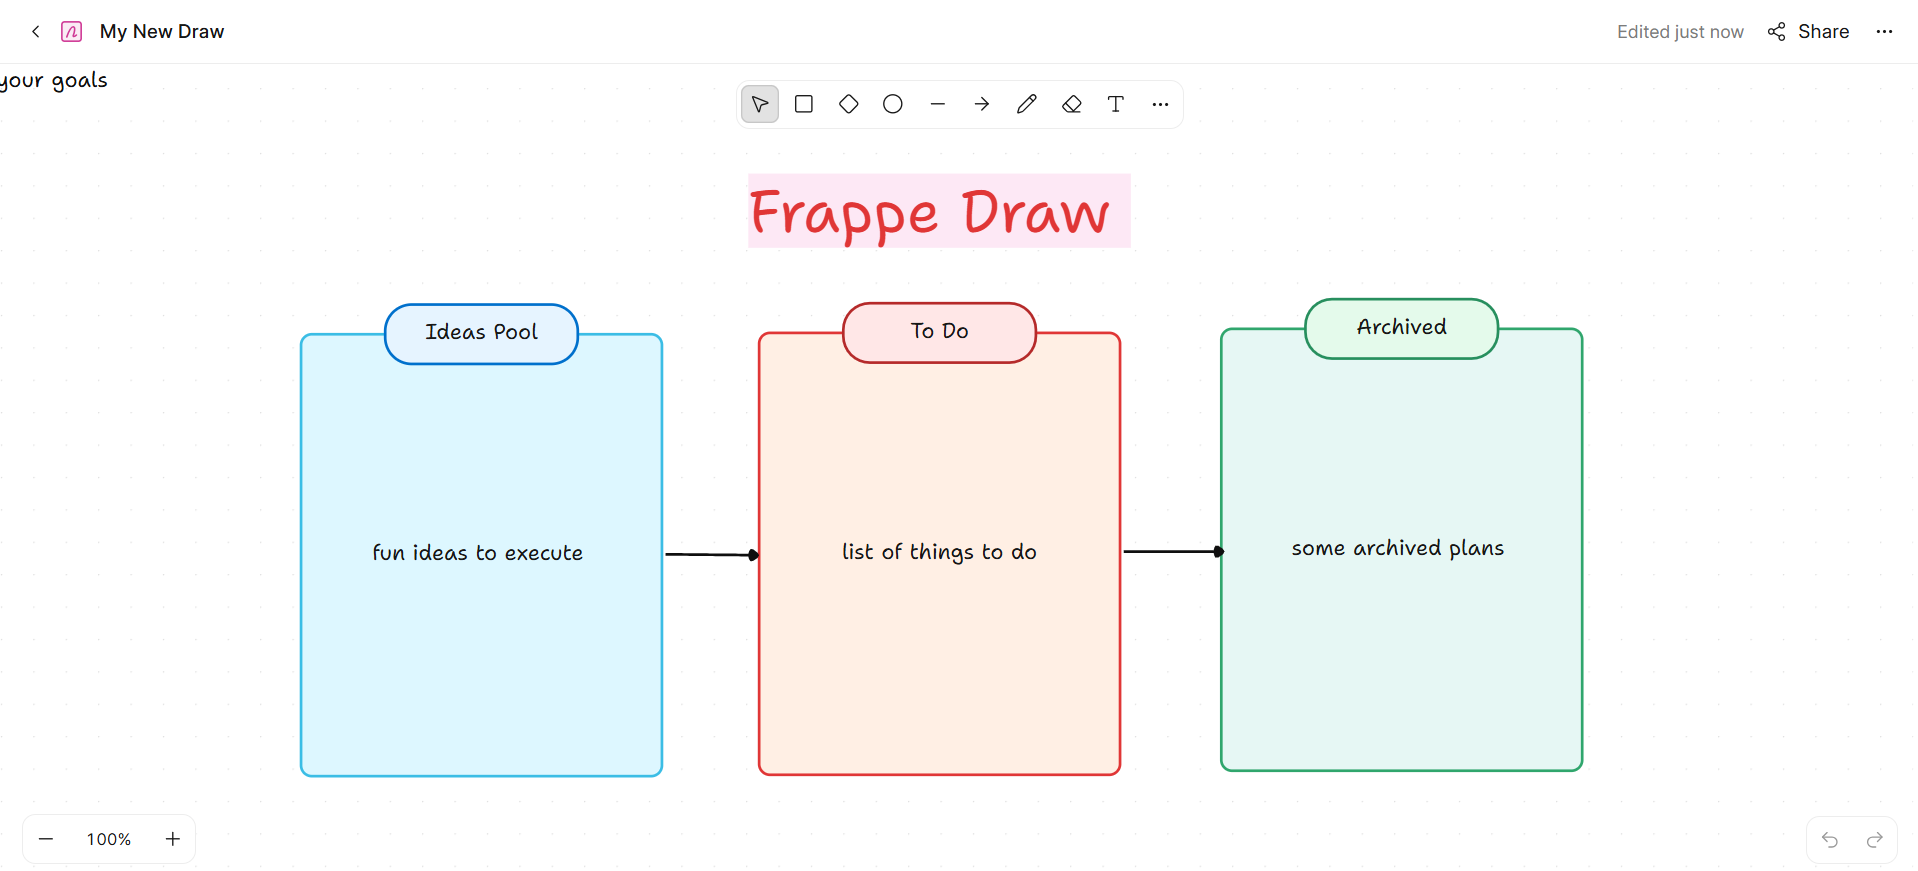 My New Draw
Edited just now
Share
your goals
Frappe Draw
Ideas Pool
To Do
Archived
fun ideas to execute
list of things to do
some archived plans
100%